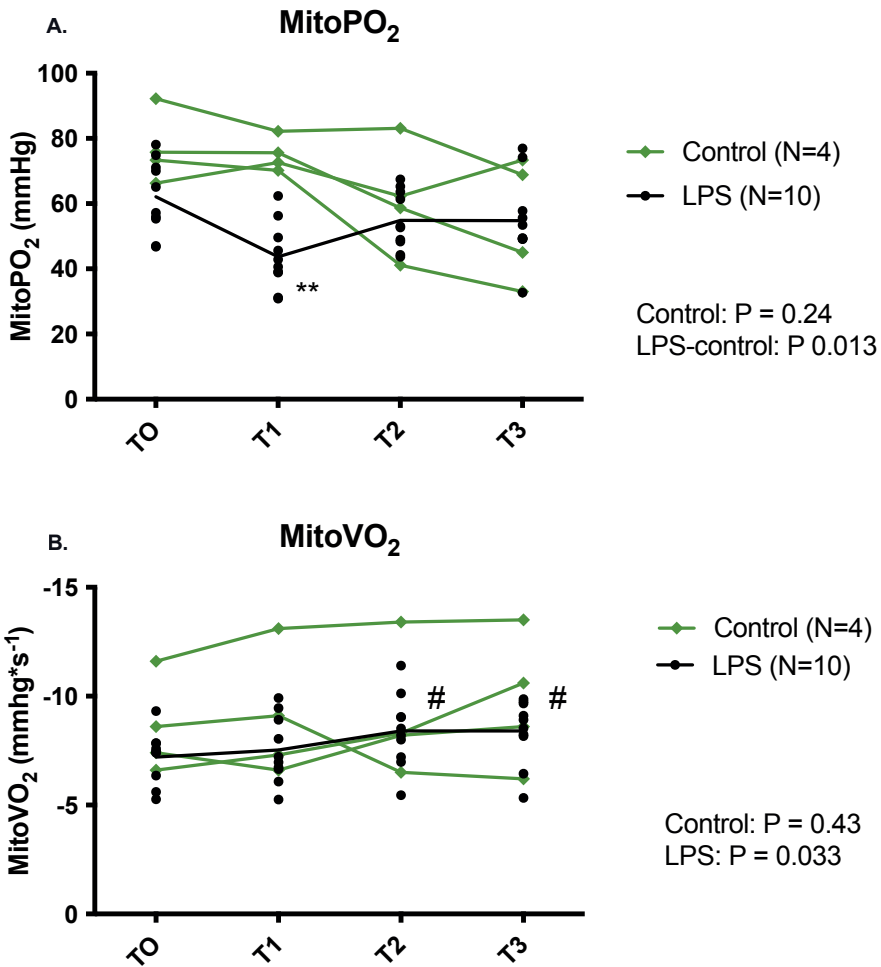 A.
MitoPO₂
MitoPO₂ (mmHg)
100
80
60
40
20
0
**
TO
T1
T2
T3
Control (N=4)
LPS (N=10)
Control: P = 0.24
LPS-control: P 0.013
B.
MitoVO₂
MitoVO₂ (mmhg*s⁻¹)
-15
-10
-5
0
#
#
TO
T1
T2
T3
Control (N=4)
LPS (N=10)
Control: P = 0.43
LPS: P = 0.033